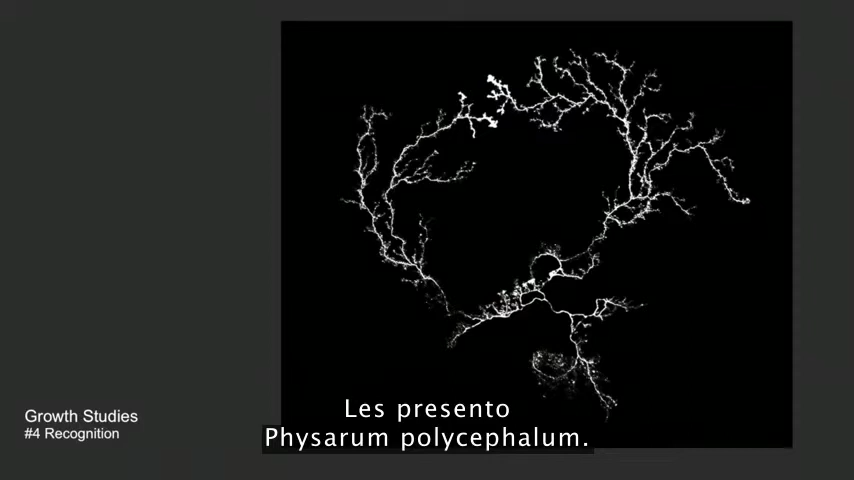 Growth Studies
#4 Recognition
Les presento
Physarum polycephalum.